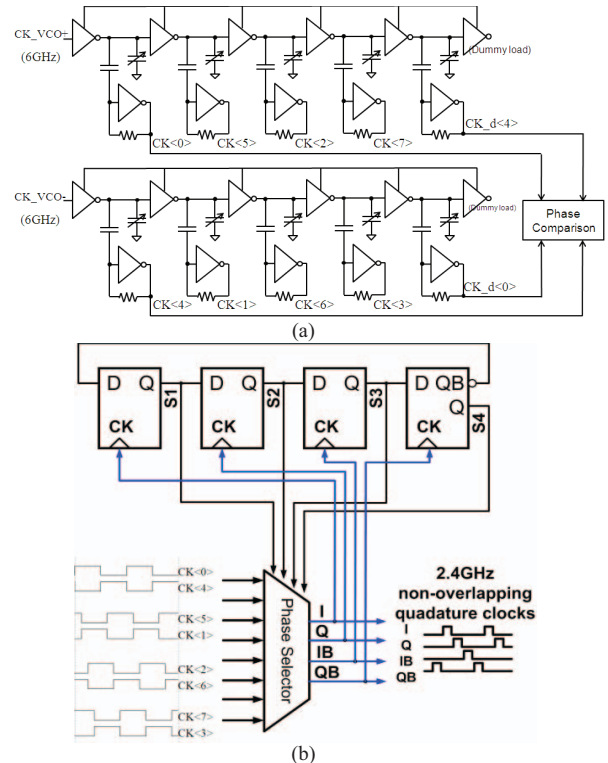 CK_VCO+
(6GHz)
(Dummy load)
CK<0>
CK<5>
CK<2>
CK<7>
CK_d<4>
CK_VCO-
(6GHz)
(Dummy load)
Phase
Comparison
CK<4>
CK<1>
CK<6>
CK<3>
CK_d<0>
(a)
D Q
CK
S1
D Q
CK
S2
D Q
CK
S3
D QB
Q
CK
S4
CK<0>
CK<4>
CK<5>
CK<1>
CK<2>
CK<6>
CK<7>
CK<3>
Phase Selector
I
Q
IB
QB
2.4GHz
non-overlapping
quadature clocks
I
Q
IB
QB
(b)